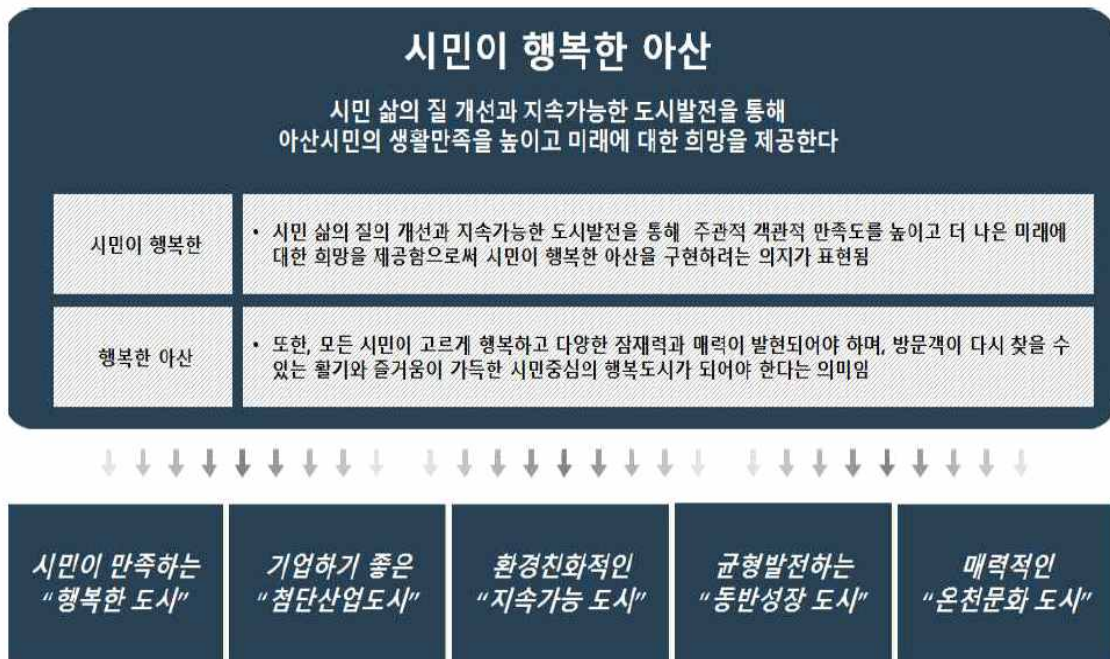 시민이 행복한 아산
시민 삶의 질 개선과 지속가능한 도시발전을 통해
아산시민의 생활만족을 높이고 미래에 대한 희망을 제공한다
시민이 행복한
• 시민 삶의 질의 개선과 지속가능한 도시발전을 통해 주관적 객관적 만족도를 높이고 더 나은 미래에
대한 희망을 제공함으로써 시민이 행복한 아산을 구현하려는 의지가 표현됨
행복한 아산
• 또한, 모든 시민이 고르게 행복하고 다양한 잠재력과 매력이 발현되어야 하며, 방문객이 다시 찾을 수
있는 활기와 즐거움이 가득한 시민중심의 행복도시가 되어야 한다는 의미임
시민이 만족하는
“행복한 도시”
기업하기 좋은
“첨단산업도시”
환경친화적인
“지속가능 도시”
균형발전하는
“동반성장 도시”
매력적인
“온천문화 도시”